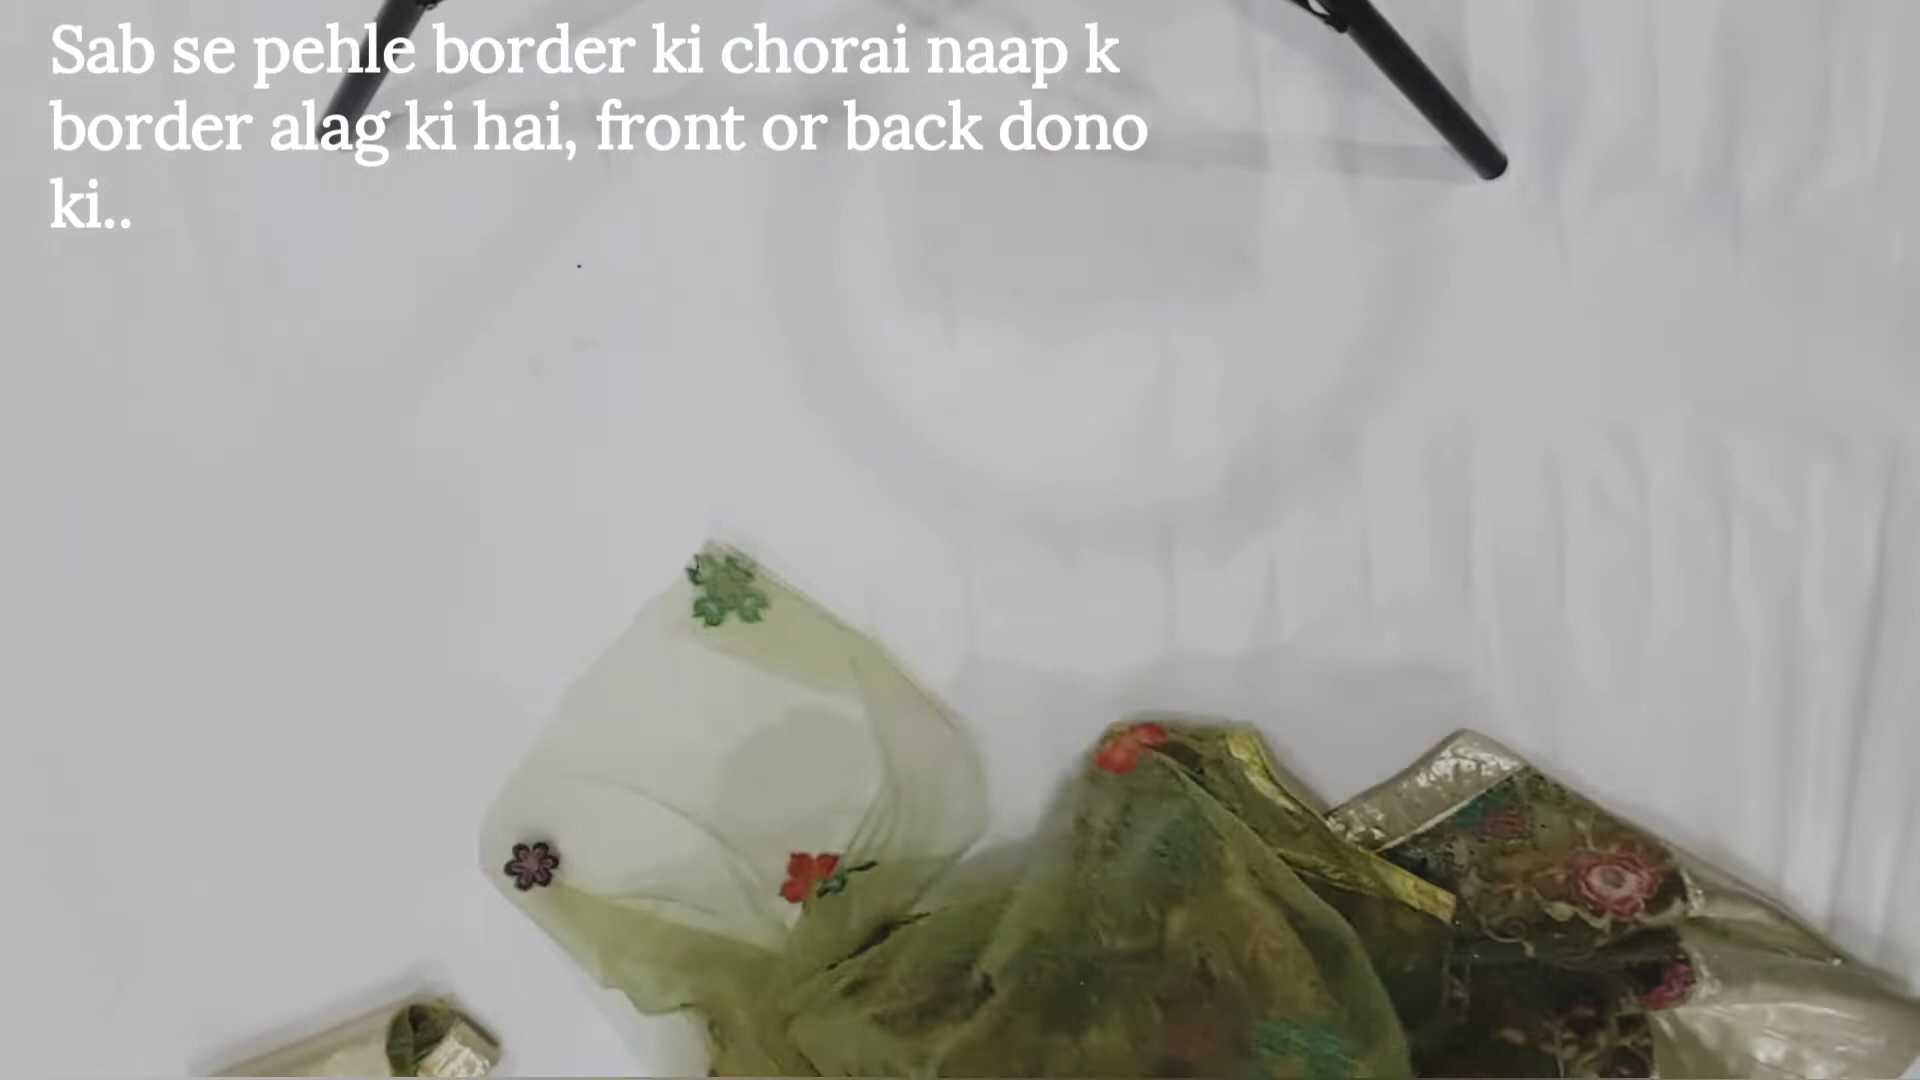 Sab se pehle border ki chorai naap k
border alag ki hai, front or back dono
ki..